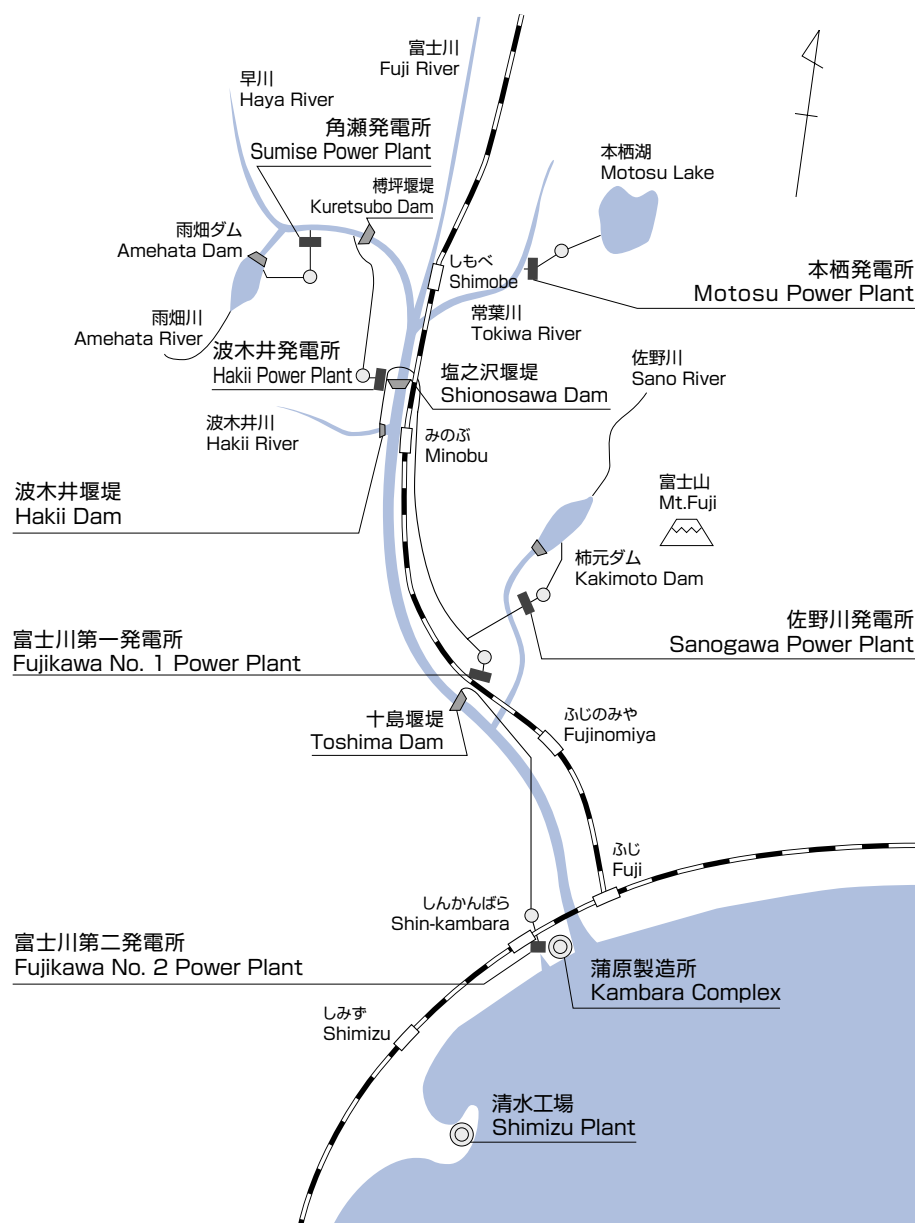 富士川
Fuji River
早川
Haya River
角瀬発電所
Sumise Power Plant
本栖湖
Motosu Lake
榑坪堰堤
Kuretsubo Dam
雨畑ダム
Amehata Dam
しもべ
Shimobe
本栖発電所
Motosu Power Plant
雨畑川
Amehata River
常葉川
Tokiwa River
波木井発電所
Hakii Power Plant
塩之沢堰堤
Shionosawa Dam
佐野川
Sano River
波木井川
Hakii River
みのぶ
Minobu
波木井堰堤
Hakii Dam
富士山
Mt.Fuji
柿元ダム
Kakimoto Dam
富士川第一発電所
Fujikawa No. 1 Power Plant
佐野川発電所
Sanogawa Power Plant
十島堰堤
Toshima Dam
ふじのみや
Fujinomiya
ふじ
Fuji
しんかんばら
Shin-kambara
富士川第二発電所
Fujikawa No. 2 Power Plant
蒲原製造所
Kambara Complex
しみず
Shimizu
清水工場
Shimizu Plant